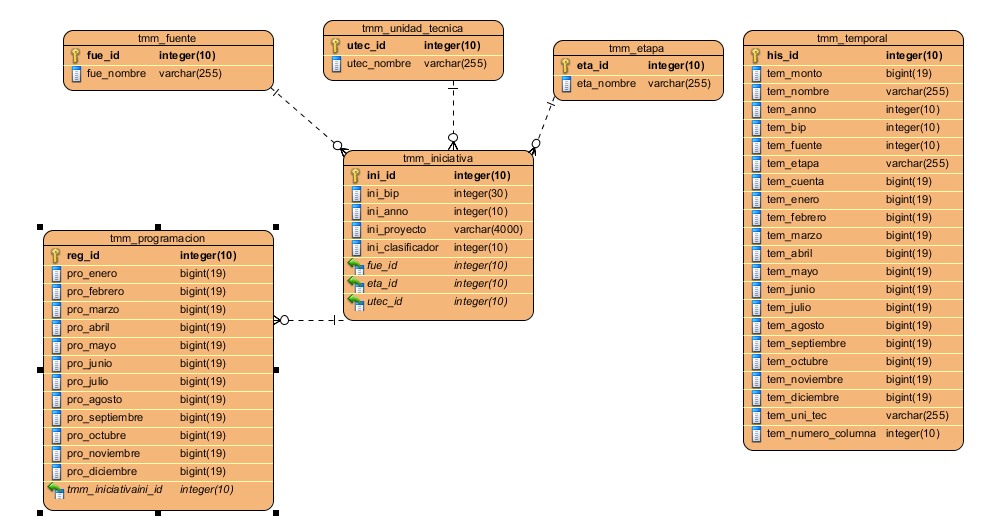 tmm_fuente
fue_id integer(10)
fue_nombre varchar(255)
tmm_unidad_tecnica
utec_id integer(10)
utec_nombre varchar(255)
tmm_etapa
eta_id integer(10)
eta_nombre varchar(255)
tmm_temporal
his_id integer(10)
tem_monto bigint(19)
tem_nombre varchar(255)
tem_anno integer(10)
tem_bip integer(10)
tem_fuente integer(10)
tem_etapa varchar(255)
tem_cuenta bigint(19)
tem_enero bigint(19)
tem_febrero bigint(19)
tem_marzo bigint(19)
tem_abril bigint(19)
tem_mayo bigint(19)
tem_junio bigint(19)
tem_julio bigint(19)
tem_agosto bigint(19)
tem_septiembre bigint(19)
tem_octubre bigint(19)
tem_noviembre bigint(19)
tem_diciembre bigint(19)
tem_uni_tec varchar(255)
tem_numero_columna integer(10)
tmm_iniciativa
ini_id integer(10)
ini_bip integer(30)
ini_anno integer(10)
ini_proyecto varchar(4000)
ini_clasificador integer(10)
fue_id integer(10)
eta_id integer(10)
utec_id integer(10)
tmm_programacion
reg_id integer(10)
pro_enero bigint(19)
pro_febrero bigint(19)
pro_marzo bigint(19)
pro_abril bigint(19)
pro_mayo bigint(19)
pro_junio bigint(19)
pro_julio bigint(19)
pro_agosto bigint(19)
pro_septiembre bigint(19)
pro_octubre bigint(19)
pro_noviembre bigint(19)
pro_diciembre bigint(19)
tmm_iniciativaini_id integer(10)